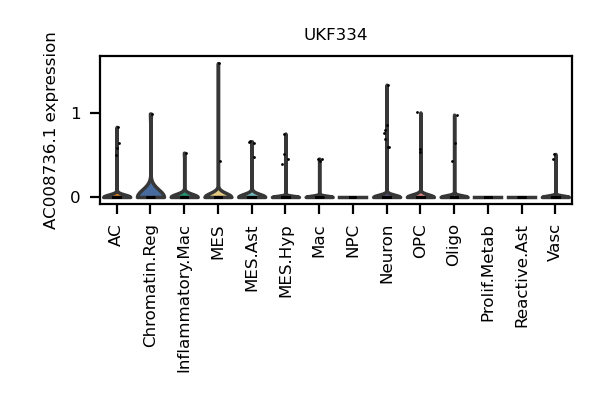 UKF334
AC008736.1 expression
1
0
AC
Chromatin.Reg
Inflammatory.Mac
MES
MES.Ast
MES.Hyp
Mac
NPC
Neuron
OPC
Oligo
Prolif.Metab
Reactive.Ast
Vasc